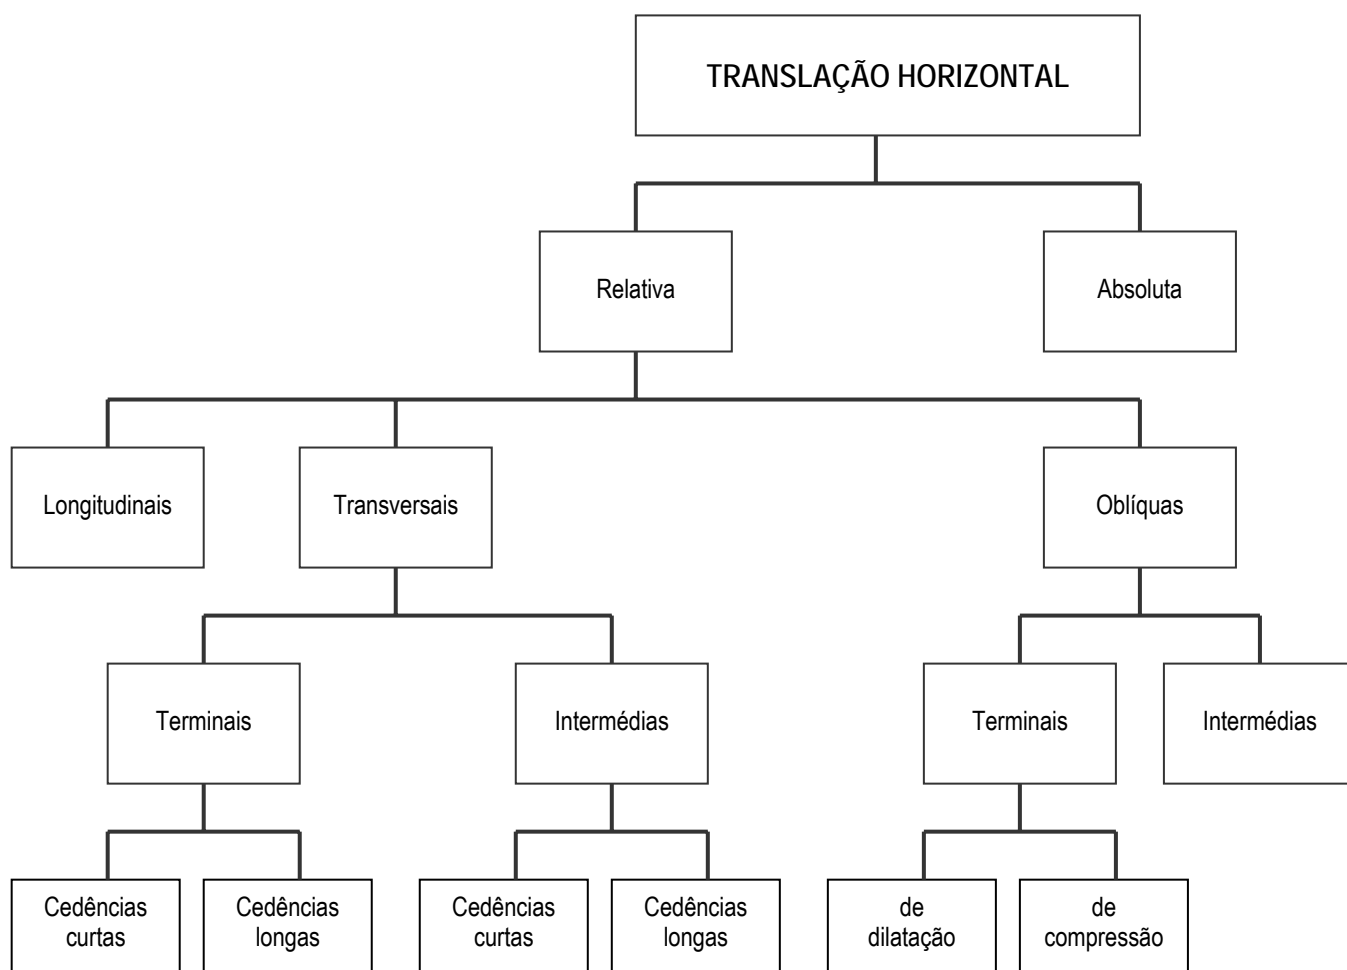 TRANSLAÇÃO HORIZONTAL
Relativa
Absoluta
Longitudinais
Transversais
Oblíquas
Terminais
Intermédias
Terminais
Intermédias
Cedências
curtas
Cedências
longas
Cedências
curtas
Cedências
longas
de
dilatação
de
compressão